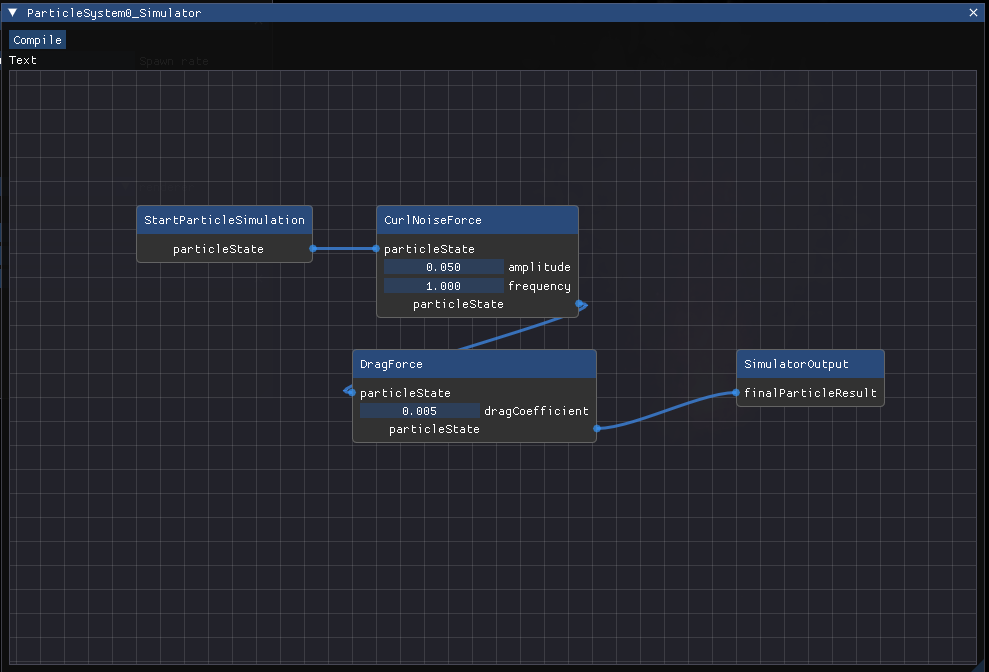 ParticleSystem0_Simulator
Compile
Text
Spawn rate
StartParticleSimulation
particleState
CurlNoiseForce
particleState
0.050 amplitude
1.000 frequency
particleState
DragForce
particleState
0.005 dragCoefficient
particleState
SimulatorOutput
finalParticleResult